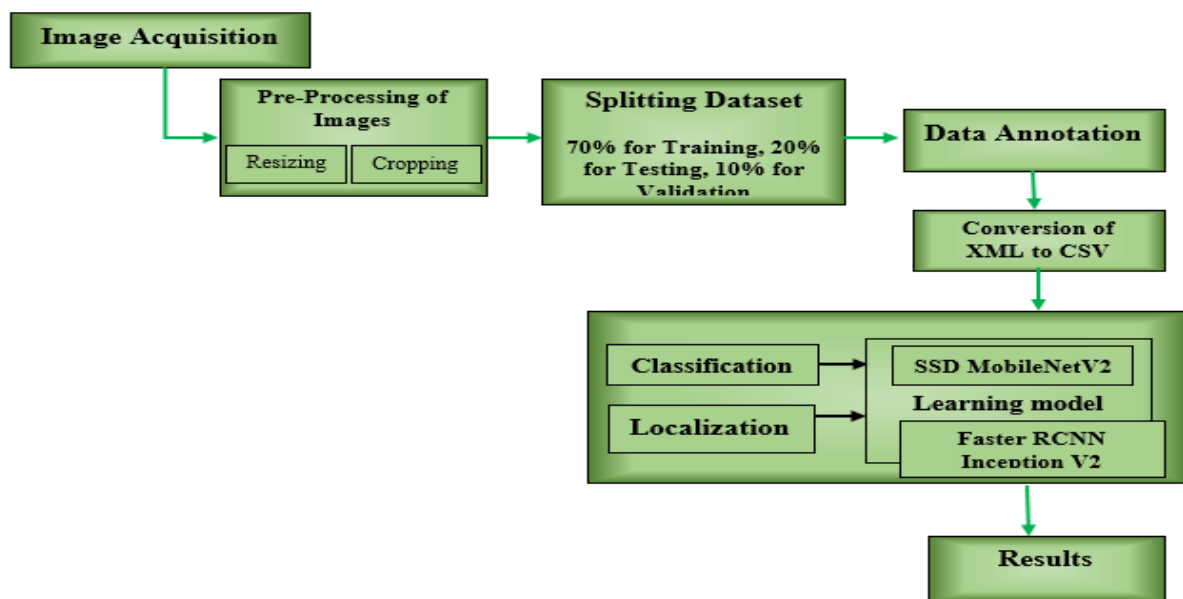 Image Acquisition
Pre-Processing of
Images
Resizing
Cropping
Splitting Dataset
70% for Training, 20%
for Testing, 10% for
Validation
Data Annotation
Conversion of
XML to CSV
Classification
Localization
SSD MobileNetV2
Learning model
Faster RCNN
Inception V2
Results